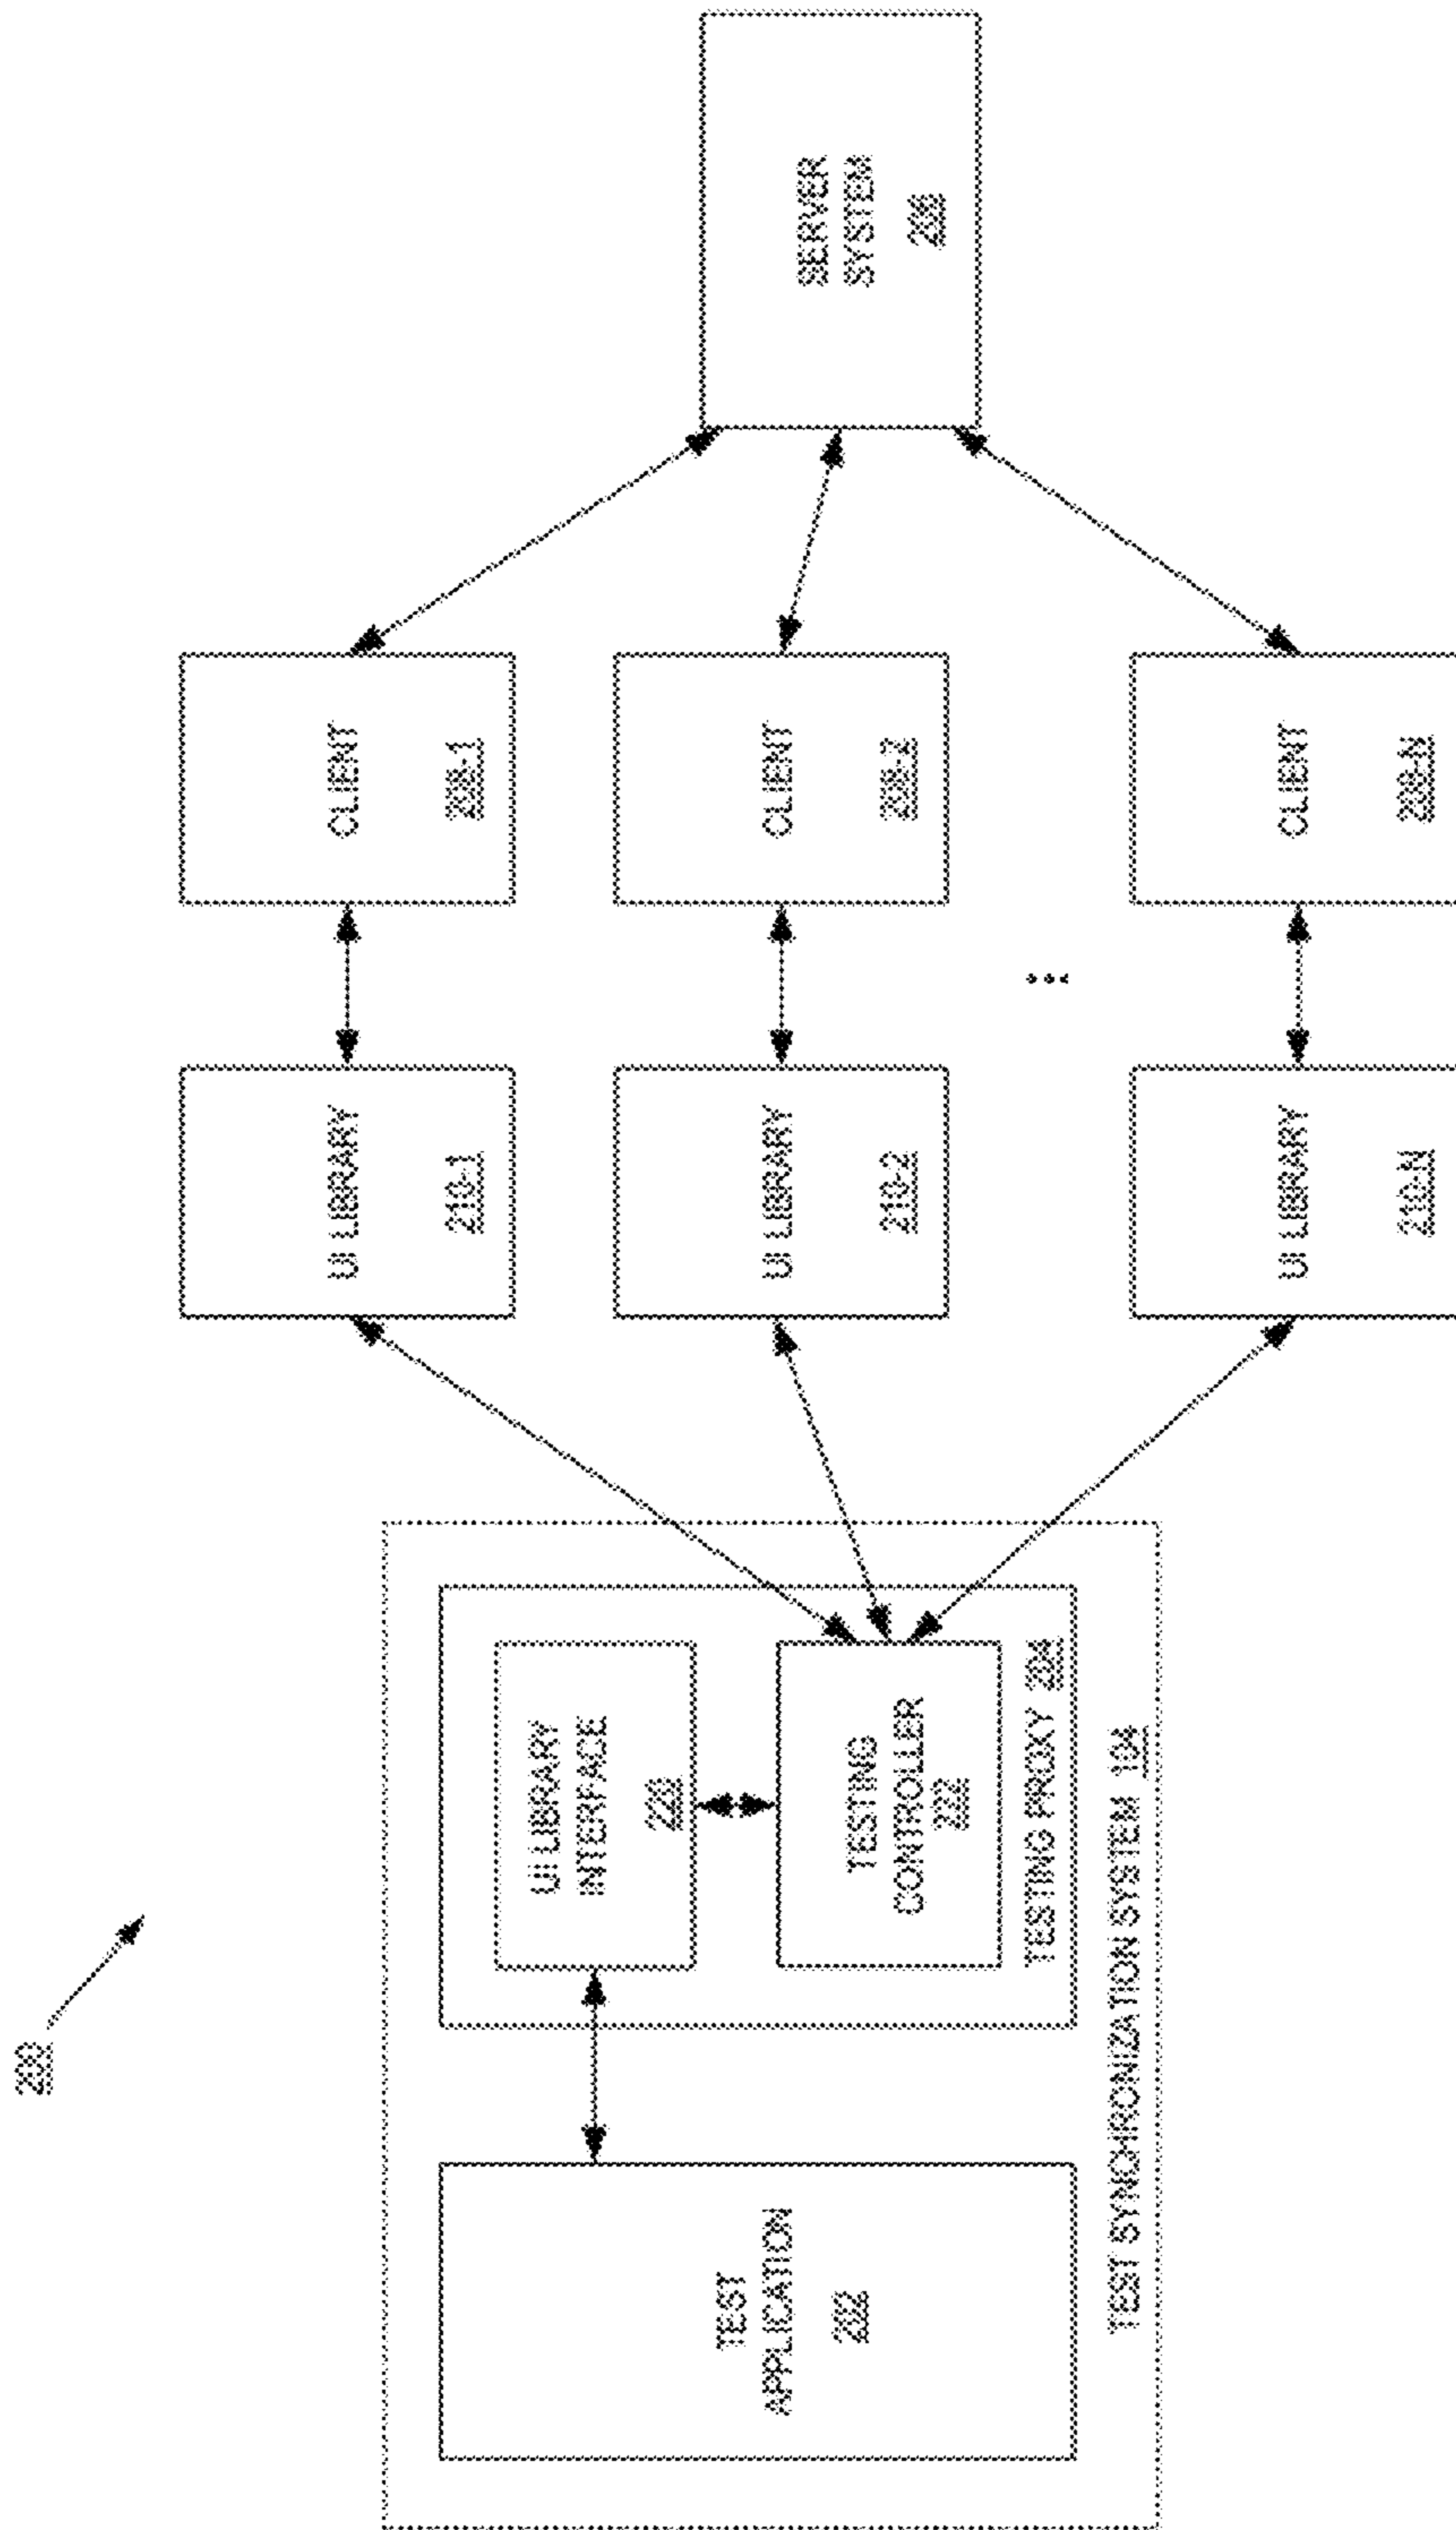 200
TEST
APPLICATION
202
UI LIBRARY
INTERFACE
220
TESTING
CONTROLLER
222
TESTING PROXY 204
TEST SYNCHRONIZATION SYSTEM 104
UI LIBRARY
210-1
CLIENT
208-1
UI LIBRARY
210-2
CLIENT
208-2
...
UI LIBRARY
210-N
CLIENT
208-N
SERVER
SYSTEM
206